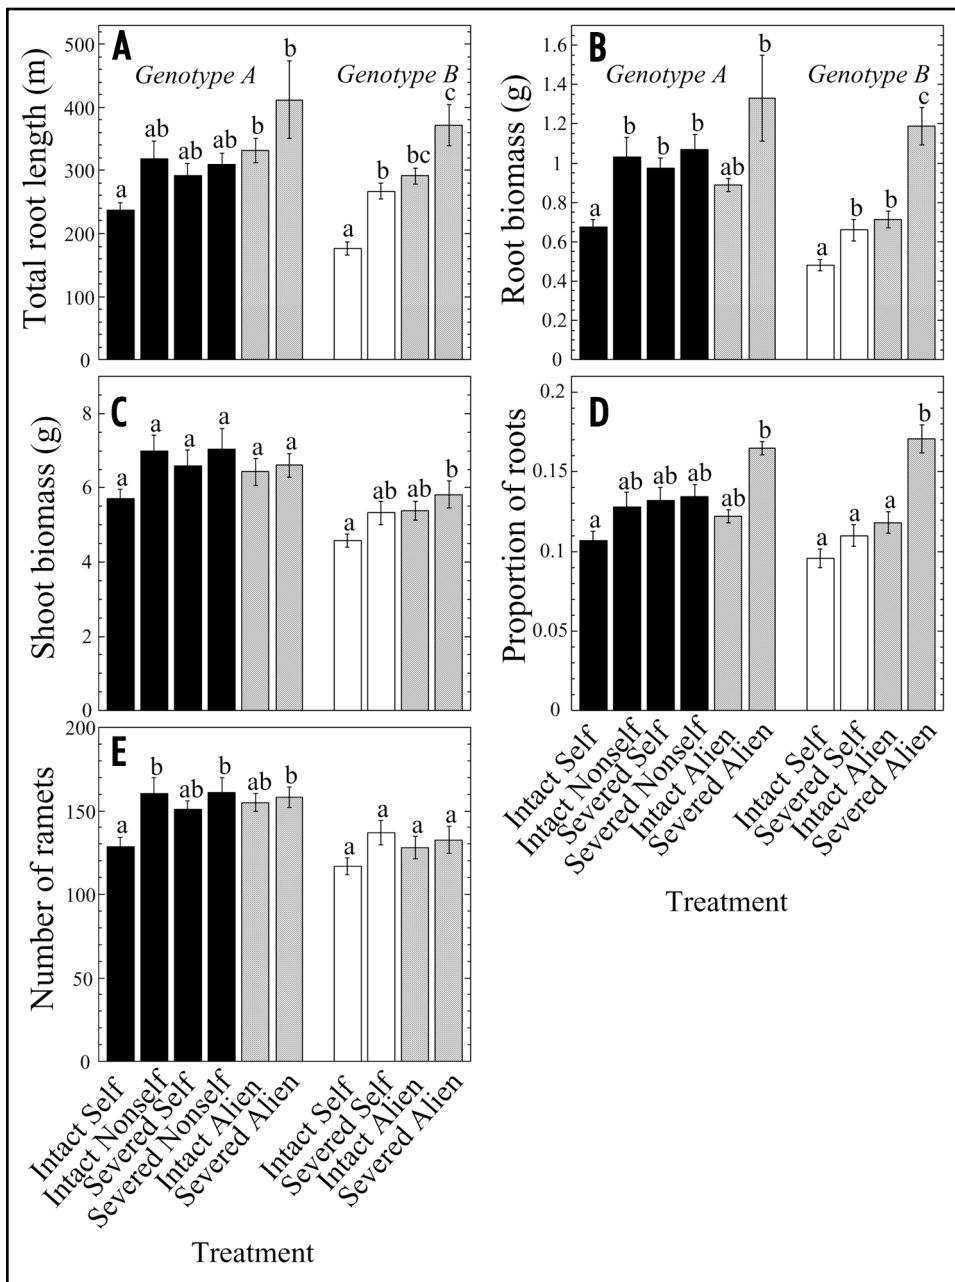 A
Genotype A
Genotype B
Total root length (m)
500
400
300
200
100
0
a
ab
ab
ab
b
b
a
b
bc
c
B
Genotype A
Genotype B
Root biomass (g)
1.6
1.4
1.2
1
0.8
0.6
0.4
0.2
0
a
b
b
b
ab
b
a
b
b
c
C
Shoot biomass (g)
8
6
4
2
0
a
a
a
a
a
a
a
ab
ab
b
D
Proportion of roots
0.2
0.15
0.1
0.05
0
a
ab
ab
ab
ab
b
a
a
a
b
Intact Self
Intact Nonself
Severed Self
Severed Nonself
Intact Alien
Severed Alien
Intact Self
Severed Self
Intact Alien
Severed Alien
Treatment
E
Number of ramets
200
150
100
50
0
a
b
ab
b
ab
b
a
a
a
a
Intact Self
Intact Nonself
Severed Self
Severed Nonself
Intact Alien
Severed Alien
Intact Self
Severed Self
Intact Alien
Severed Alien
Treatment